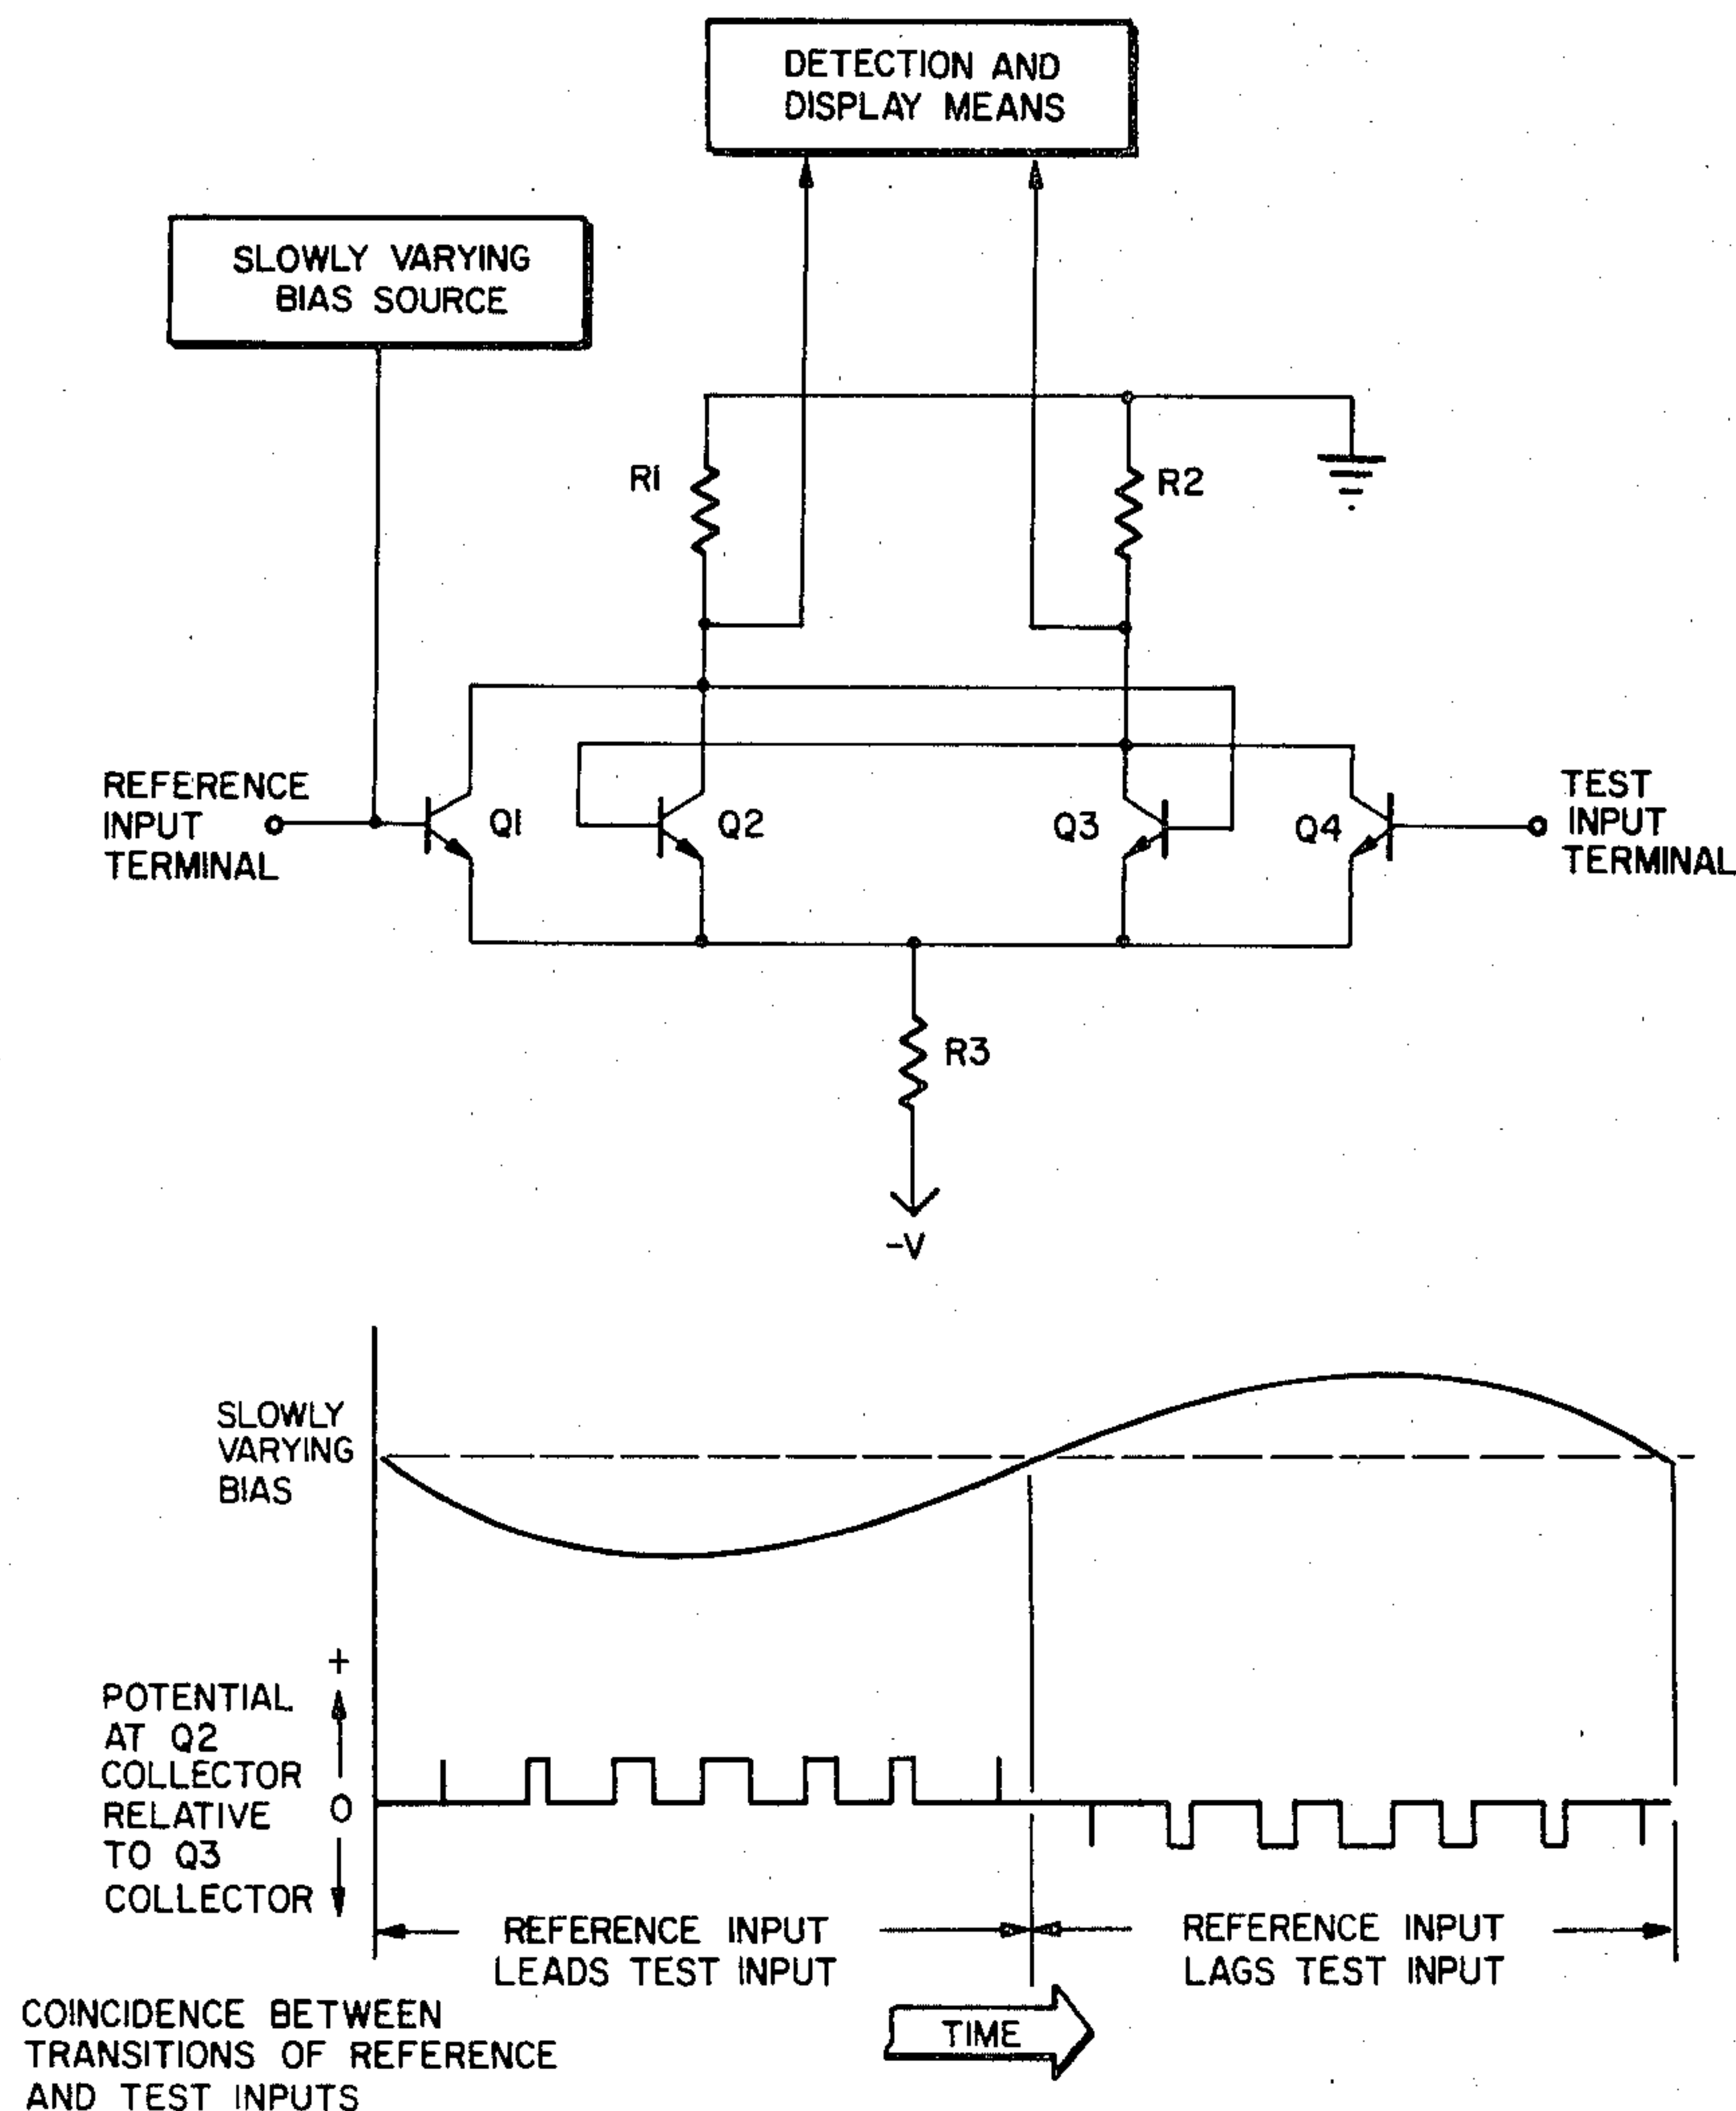 DETECTION AND
DISPLAY MEANS
SLOWLY VARYING
BIAS SOURCE
R1
R2
REFERENCE
INPUT
TERMINAL
Q1
Q2
Q3
Q4
TEST
INPUT
TERMINAL
R3
-V
SLOWLY
VARYING
BIAS
+
POTENTIAL
AT Q2
COLLECTOR
RELATIVE
TO Q3
COLLECTOR
0
REFERENCE INPUT
LEADS TEST INPUT
REFERENCE INPUT
LAGS TEST INPUT
COINCIDENCE BETWEEN
TRANSITIONS OF REFERENCE
AND TEST INPUTS
TIME